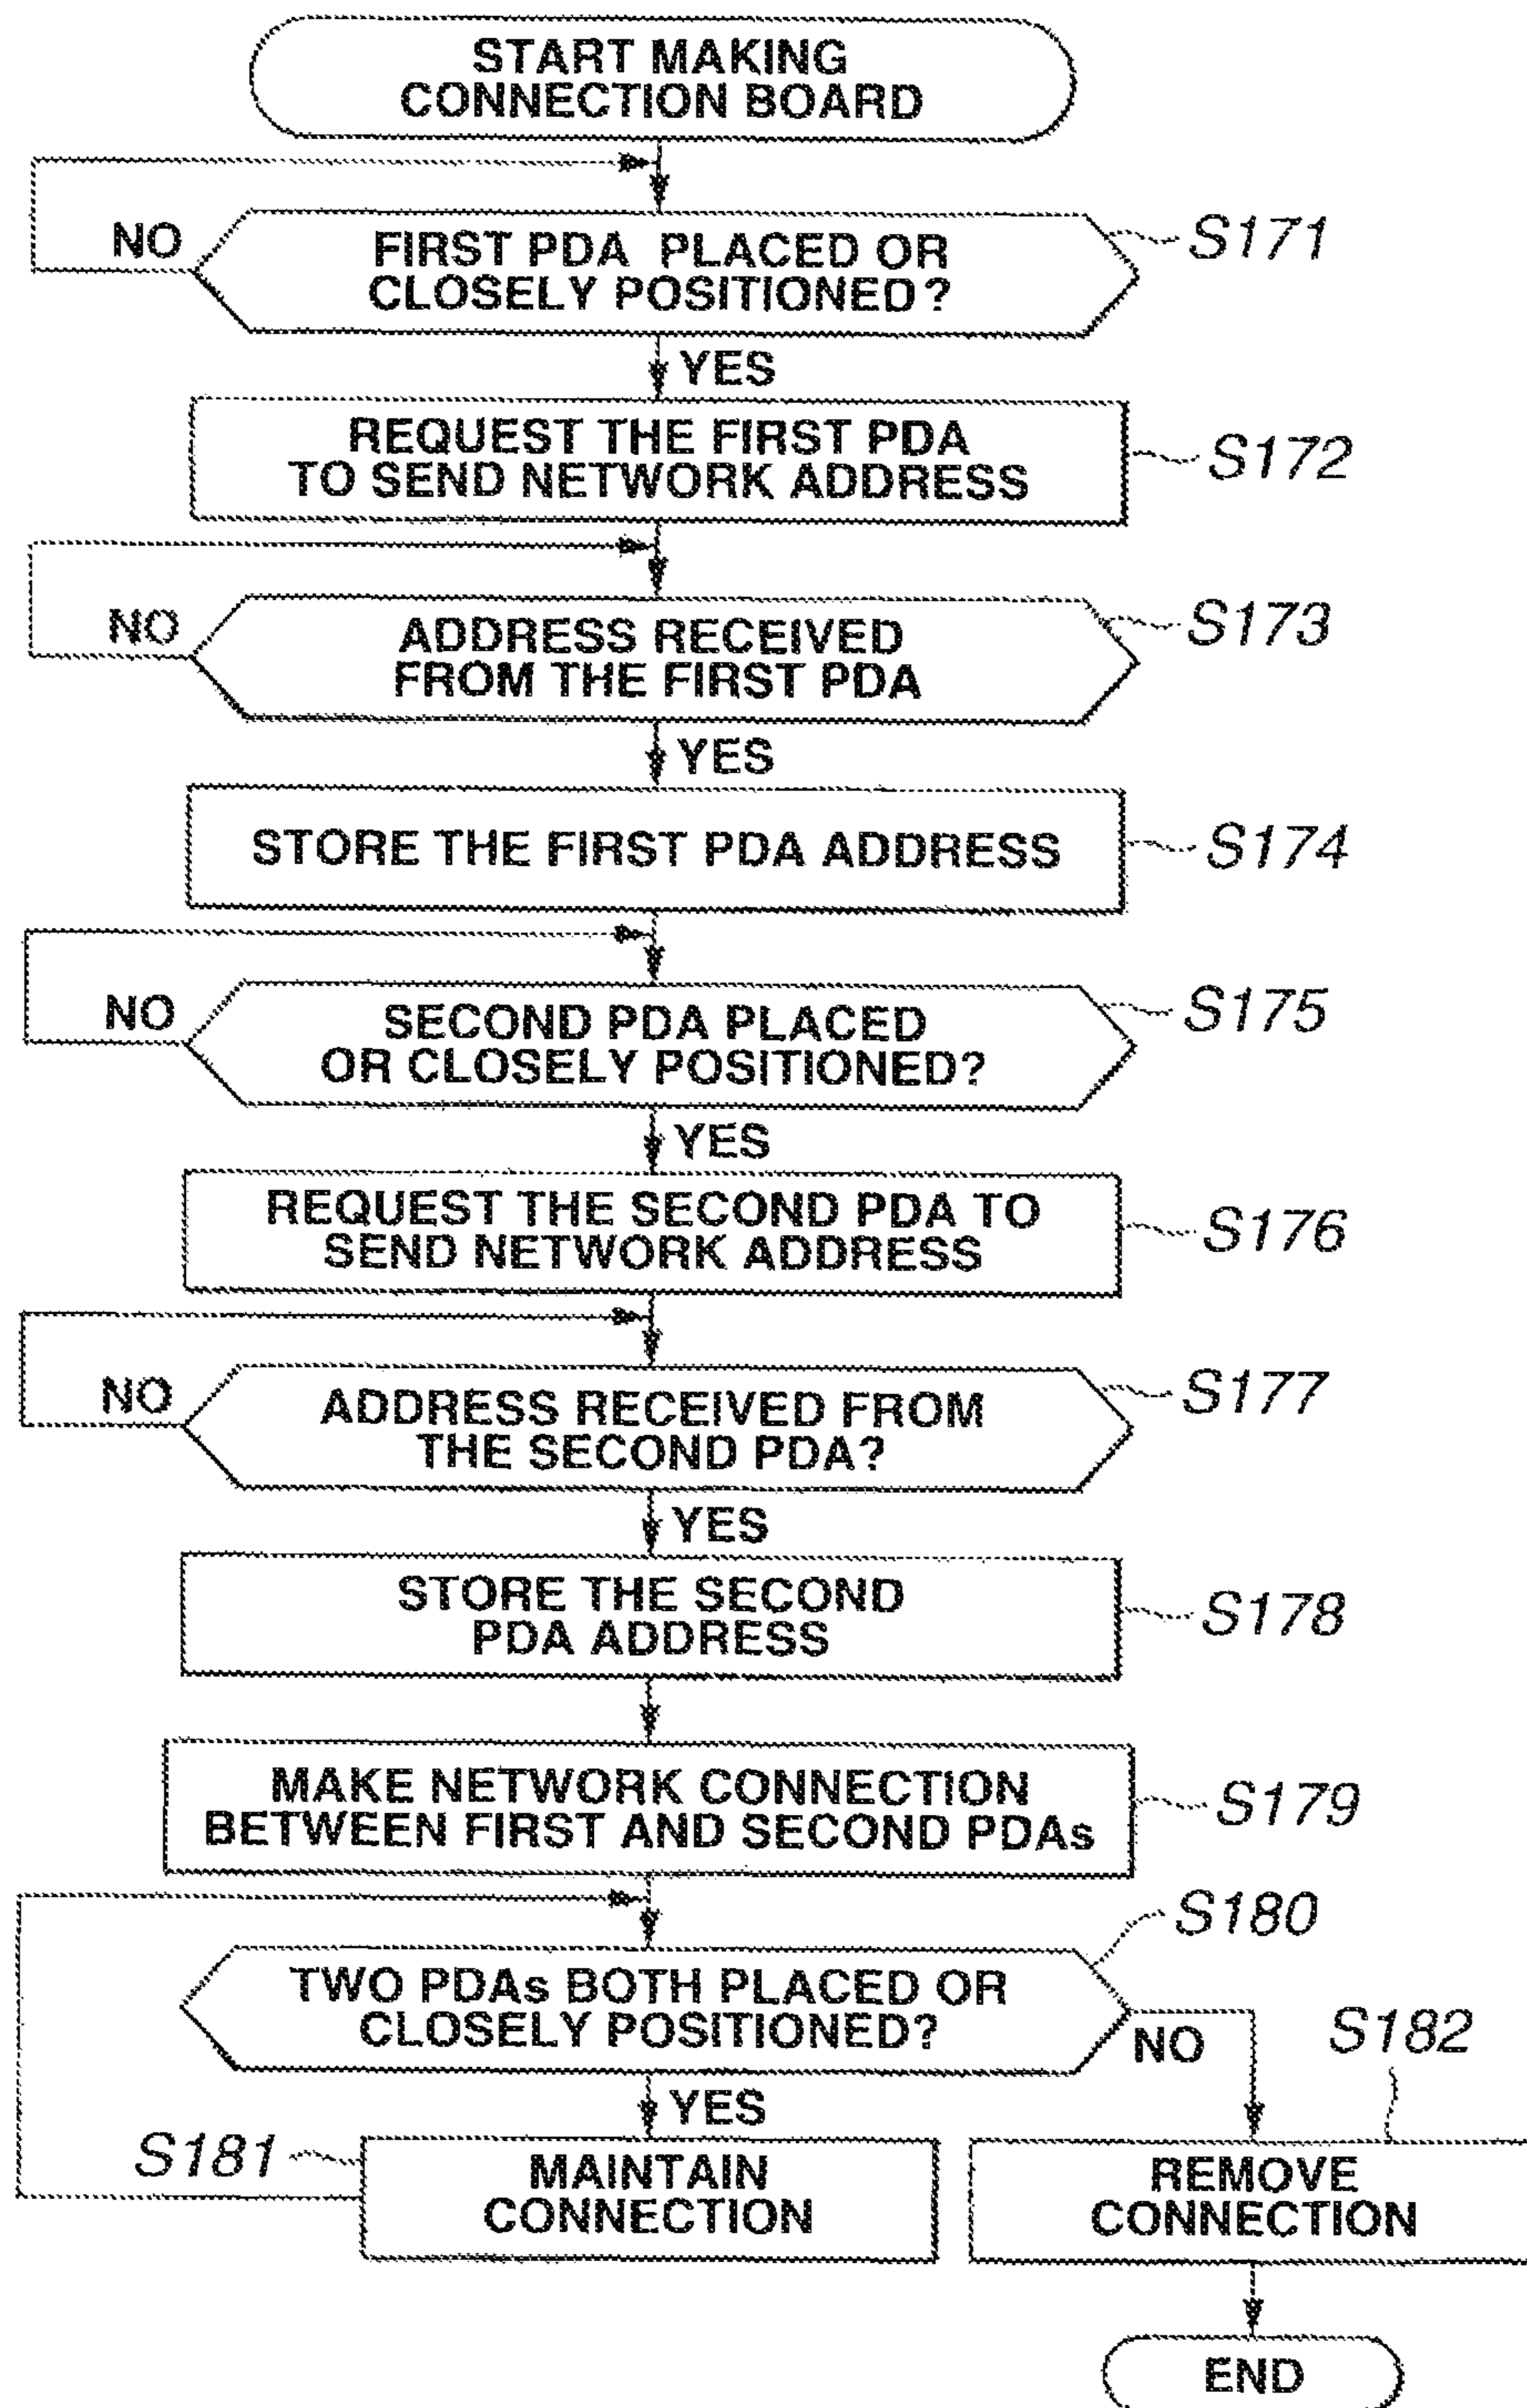 START MAKING
CONNECTION BOARD
NO
FIRST PDA PLACED OR
CLOSELY POSITIONED?
S171
YES
REQUEST THE FIRST PDA
TO SEND NETWORK ADDRESS
S172
NO
ADDRESS RECEIVED
FROM THE FIRST PDA
S173
YES
STORE THE FIRST PDA ADDRESS
S174
NO
SECOND PDA PLACED
OR CLOSELY POSITIONED?
S175
YES
REQUEST THE SECOND PDA TO
SEND NETWORK ADDRESS
S176
NO
ADDRESS RECEIVED FROM
THE SECOND PDA?
S177
YES
STORE THE SECOND
PDA ADDRESS
S178
MAKE NETWORK CONNECTION
BETWEEN FIRST AND SECOND PDAs
S179
S180
TWO PDAs BOTH PLACED OR
CLOSELY POSITIONED?
NO
S182
YES
S181
MAINTAIN
CONNECTION
REMOVE
CONNECTION
END